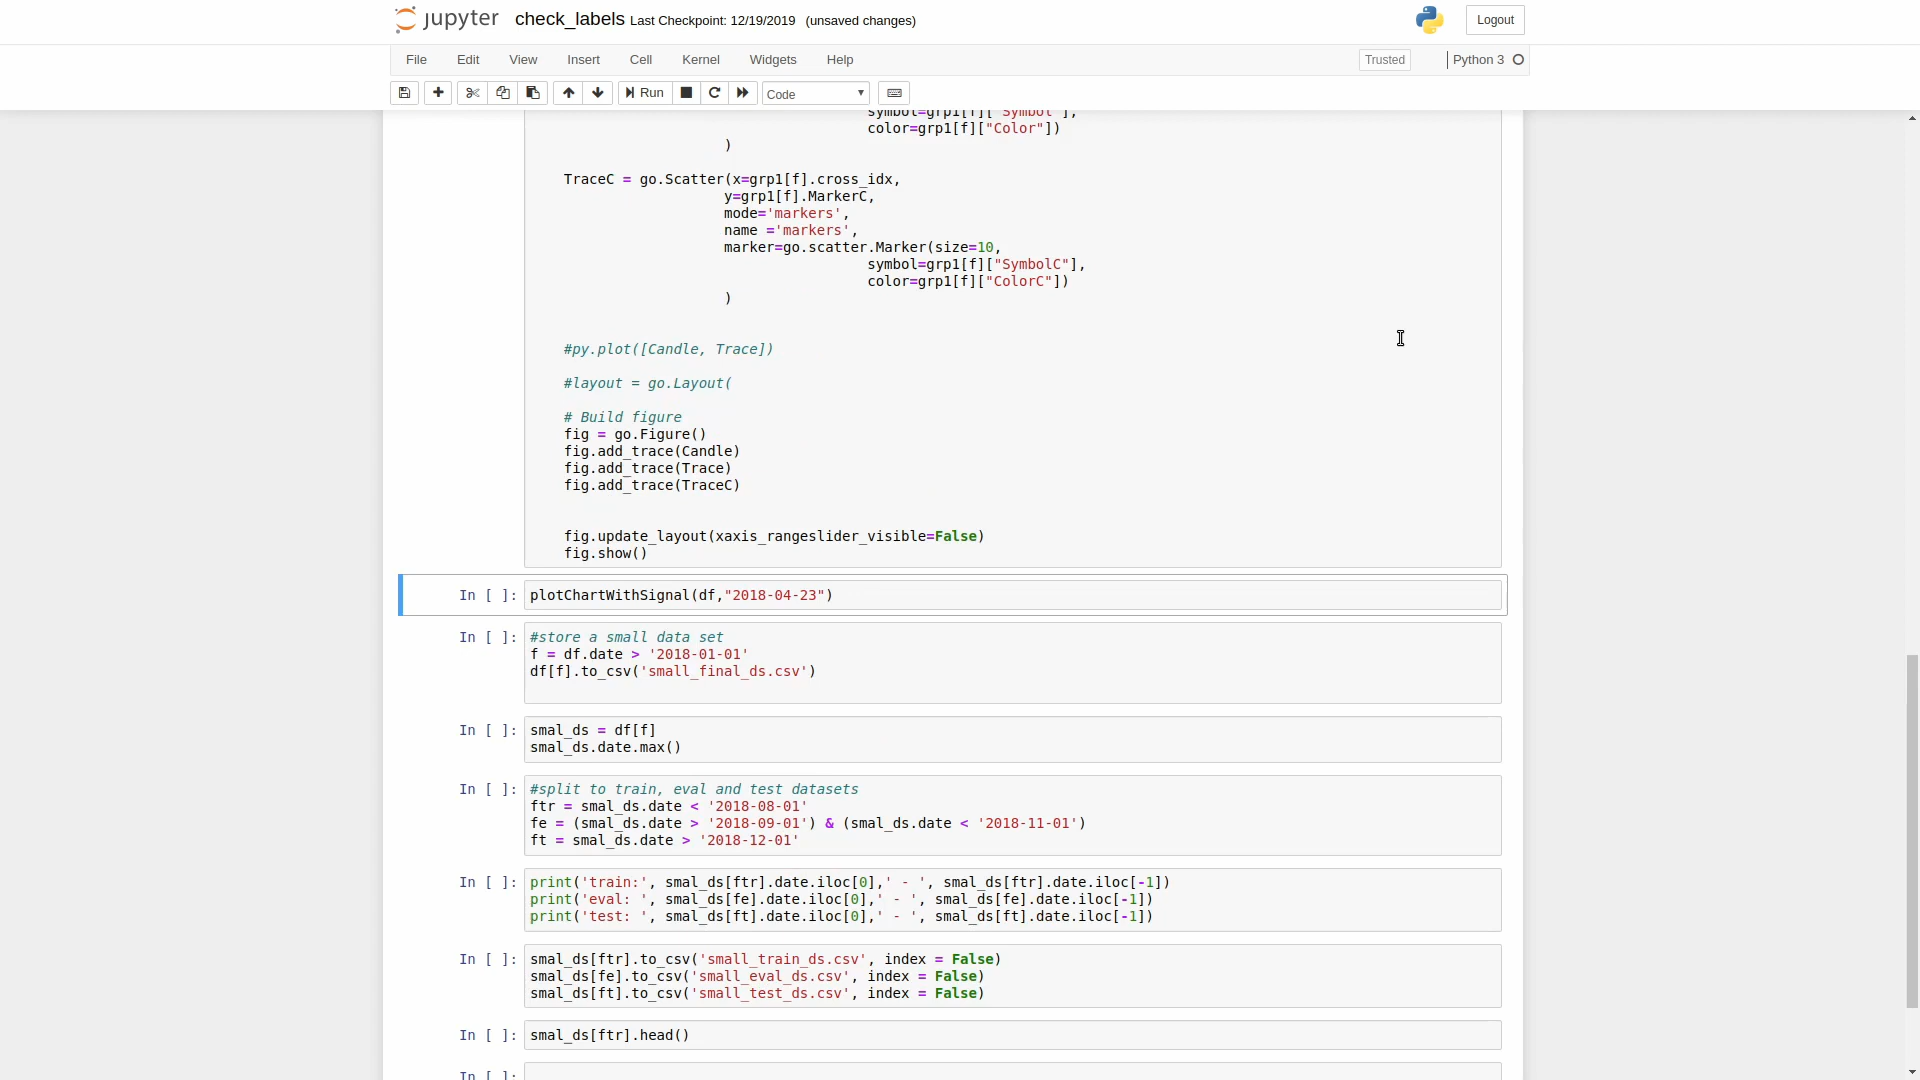 jupyter check_labels Last Checkpoint: 12/19/2019 (unsaved changes) Logout
File Edit View Insert Cell Kernel Widgets Help Trusted Python 3
Run Code
symbol=grp1[f]["Symbol"],
color=grp1[f]["Color"])
)
TraceC = go.Scatter(x=grp1[f].cross_idx,
y=grp1[f].MarkerC,
mode='markers',
name ='markers',
marker=go.scatter.Marker(size=10,
symbol=grp1[f]["SymbolC"],
color=grp1[f]["ColorC"])
)
#py.plot([Candle, Trace])
#layout = go.Layout(
# Build figure
fig = go.Figure()
fig.add_trace(Candle)
fig.add_trace(Trace)
fig.add_trace(TraceC)
fig.update_layout(xaxis_rangeslider_visible=False)
fig.show()
In [ ]: plotChartWithSignal(df,"2018-04-23")
In [ ]: #store a small data set
f = df.date > '2018-01-01'
df[f].to_csv('small_final_ds.csv')
In [ ]: smal_ds = df[f]
smal_ds.date.max()
In [ ]: #split to train, eval and test datasets
ftr = smal_ds.date < '2018-08-01'
fe = (smal_ds.date > '2018-09-01') & (smal_ds.date < '2018-11-01')
ft = smal_ds.date > '2018-12-01'
In [ ]: print('train:', smal_ds[ftr].date.iloc[0],' - ', smal_ds[ftr].date.iloc[-1])
print('eval: ', smal_ds[fe].date.iloc[0],' - ', smal_ds[fe].date.iloc[-1])
print('test: ', smal_ds[ft].date.iloc[0],' - ', smal_ds[ft].date.iloc[-1])
In [ ]: smal_ds[ftr].to_csv('small_train_ds.csv', index = False)
smal_ds[fe].to_csv('small_eval_ds.csv', index = False)
smal_ds[ft].to_csv('small_test_ds.csv', index = False)
In [ ]: smal_ds[ftr].head()
In [ ]: